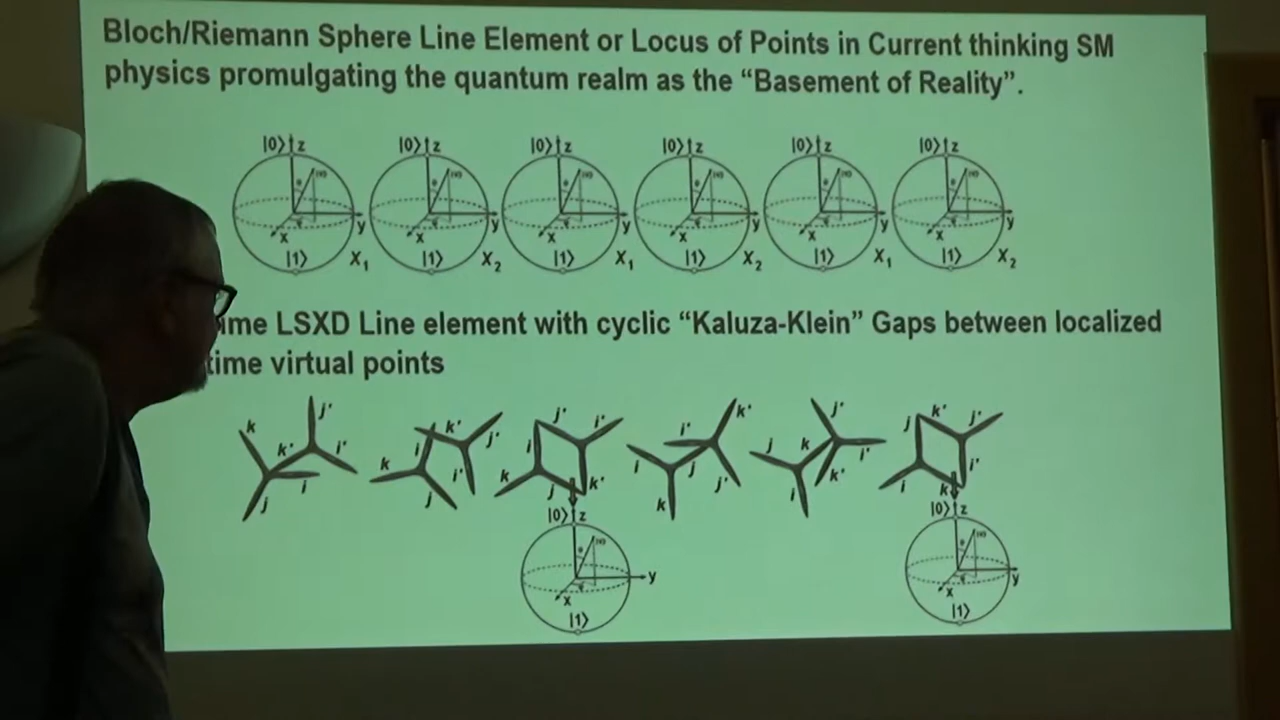 Bloch/Riemann Sphere Line Element or Locus of Points in Current thinking SM
physics promulgating the quantum realm as the “Basement of Reality”.
|0⟩ z |0⟩ z |0⟩ z |0⟩ z |0⟩ z |0⟩ z
x y x y x y x y x y x y
|1⟩ X₁ |1⟩ X₂ |1⟩ X₁ |1⟩ X₂ |1⟩ X₁ |1⟩ X₂
LSXD Line element with cyclic “Kaluza-Klein” Gaps between localized
virtual points
k j' k' i' i j
k' i j' k i' j
j' i' i k j k'
k' i' i j j' k
j' j k i' k' i
k' j' j i' i k
|0⟩ z |0⟩ z
y y
x x
|1⟩ |1⟩